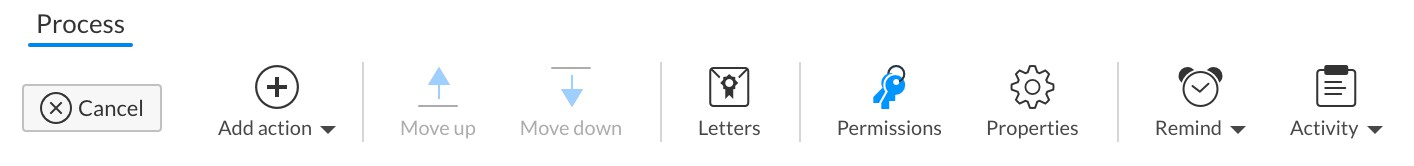 Process
Cancel
Add action
Move up
Move down
Letters
Permissions
Properties
Remind
Activity